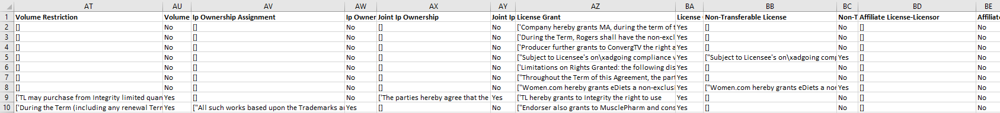 AT AU AV AW AX AY AZ BA BB BC BD BE
1 Volume Restriction Volume Ip Ownership Assignment Ip Owner Joint Ip Ownership Joint Ip License Grant License Non-Transferable License Non-T Affiliate License-Licensor Affiliate
2 [] No [] No [] No ['Company hereby grants MA, during the term of t Yes [] No [] No
3 [] No [] No [] No ['During the Term, Rogers shall have the non-excl Yes [] No [] No
4 [] No [] No [] No ['Producer further grants to ConvergTV the right a Yes [] No [] No
5 [] No [] No [] No ["Subject to Licensee's on\xadgoing compliance w Yes ["Subject to Licensee's on\xadgoing comp Yes [] No
6 [] No [] No [] No ['Limitations on Rights Granted: the following dis Yes [] No [] No
7 [] No [] No [] No ["Throughout the Term of this Agreement, the part Yes [] No [] No
8 [] No [] No [] No ["Women.com hereby grants eDiets a non-exclusi Yes ["Women.com hereby grants eDiets a nor Yes [] No
9 ['TL may purchase from Integrity limited quan Yes [] No ['The parties hereby agree that the Yes ['TL hereby grants to Integrity the right to use Yes [] No [] No
10 ['During the Term (including any renewal Tern Yes ["All such works based upon the Trademarks a Yes [] No ["Endorser also grants to MusclePharm and cons Yes [] No [] No